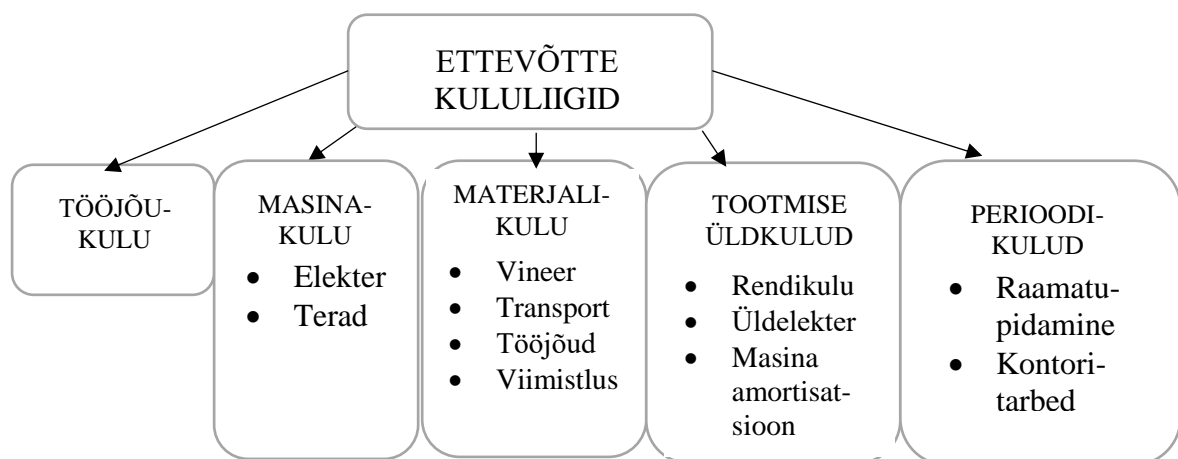 ETTEVÕTTE
KULULIIGID
TÖÖJÕU-
KULU
MASINA-
KULU
• Elekter
• Terad
MATERJALI-
KULU
• Vineer
• Transport
• Tööjõud
• Viimistlus
TOOTMISE
ÜLDKULUD
• Rendikulu
• Üldelekter
• Masina
amortisat-
sioon
PERIOODI-
KULUD
• Raamatu-
pidamine
• Kontori-
tarbed